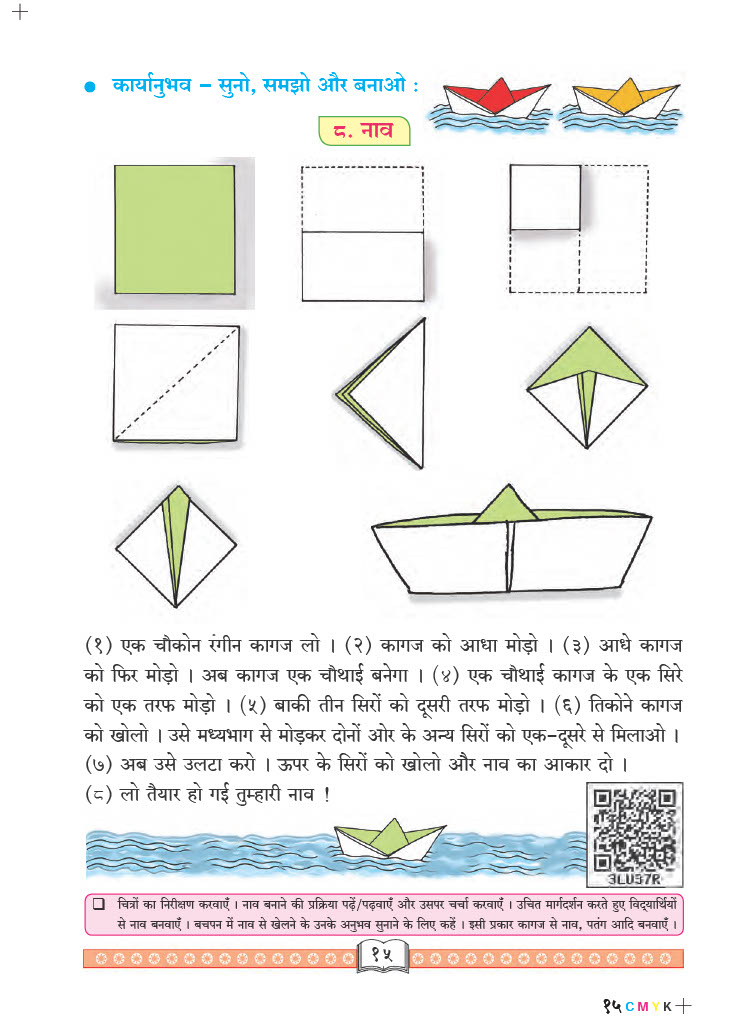 ● कार्यानुभव – सुनो, समझो और बनाओ :
८. नाव
(१) एक चौकोन रंगीन कागज लो । (२) कागज को आधा मोड़ो । (३) आधे कागज
को फिर मोड़ो । अब कागज एक चौथाई बनेगा । (४) एक चौथाई कागज के एक सिरे
को एक तरफ मोड़ो । (५) बाकी तीन सिरों को दूसरी तरफ मोड़ो । (६) तिकोने कागज
को खोलो । उसे मध्यभाग से मोड़कर दोनों ओर के अन्य सिरों को एक-दूसरे से मिलाओ ।
(७) अब उसे उलटा करो । ऊपर के सिरों को खोलो और नाव का आकार दो ।
(८) लो तैयार हो गई तुम्हारी नाव !
3LU37R
❑ चित्रों का निरीक्षण करवाएँ । नाव बनाने की प्रक्रिया पढ़ें/पढ़वाएँ और उसपर चर्चा करवाएँ । उचित मार्गदर्शन करते हुए विद्यार्थियों
से नाव बनवाएँ । बचपन में नाव से खेलने के उनके अनुभव सुनाने के लिए कहें । इसी प्रकार कागज से नाव, पतंग आदि बनवाएँ ।
१५
१५ C M Y K